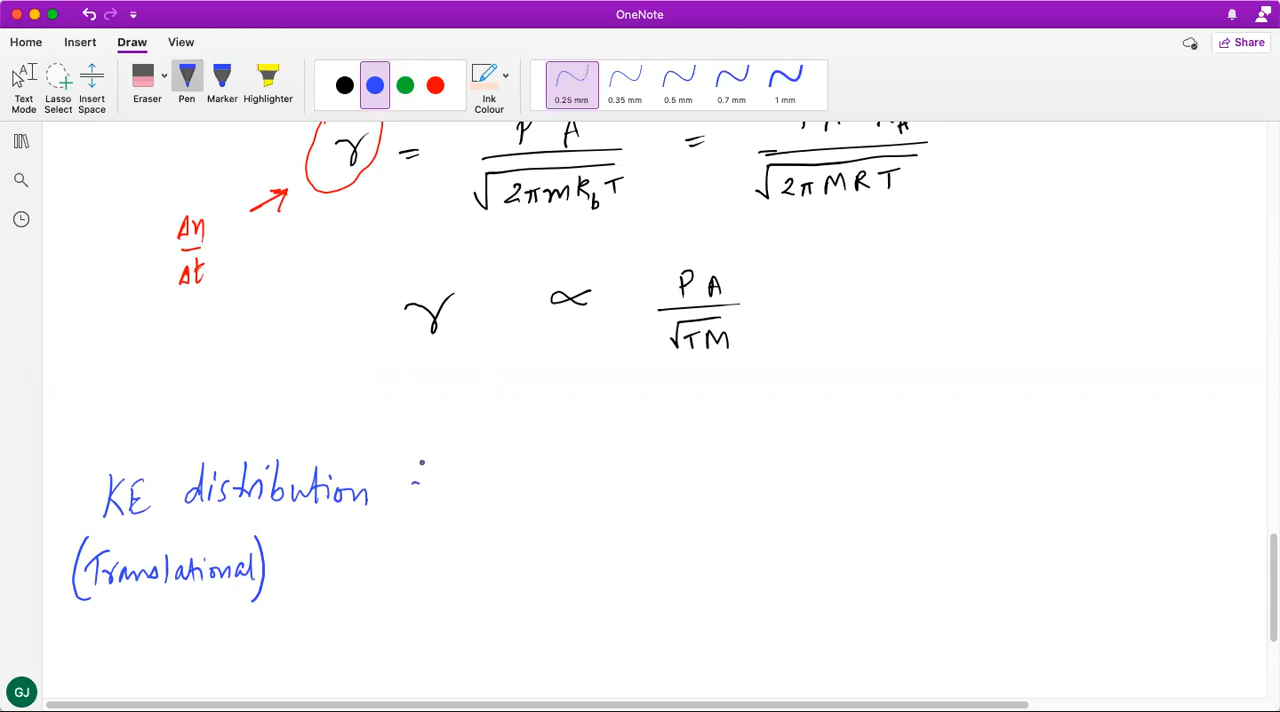 OneNote
Home Insert Draw View
Share
Text Mode
Lasso Select
Insert Space
Eraser
Pen
Marker
Highlighter
Ink Colour
0.25 mm
0.35 mm
0.5 mm
0.7 mm
1 mm
r = P A / √2πmK_bT = / √2πMRT
Δn / Δt
r ∝ PA / √TM
KE distribution
(Translational)
GJ